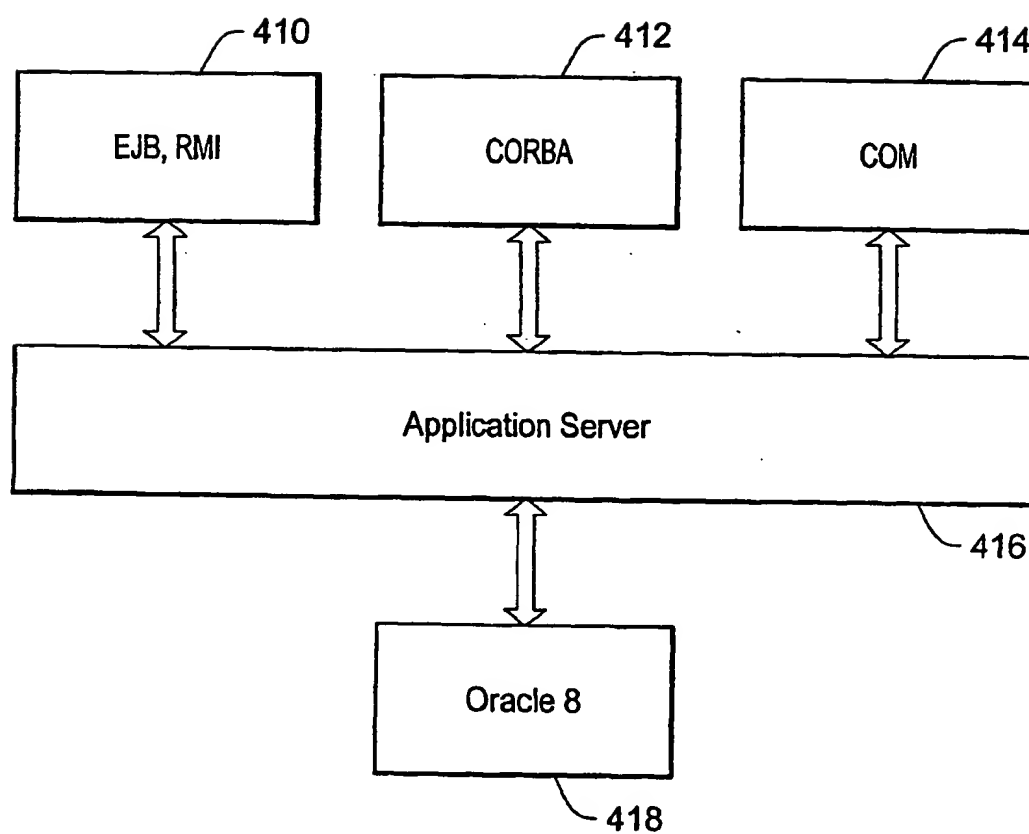 410
412
414
EJB, RMI
CORBA
COM
Application Server
416
Oracle 8
418